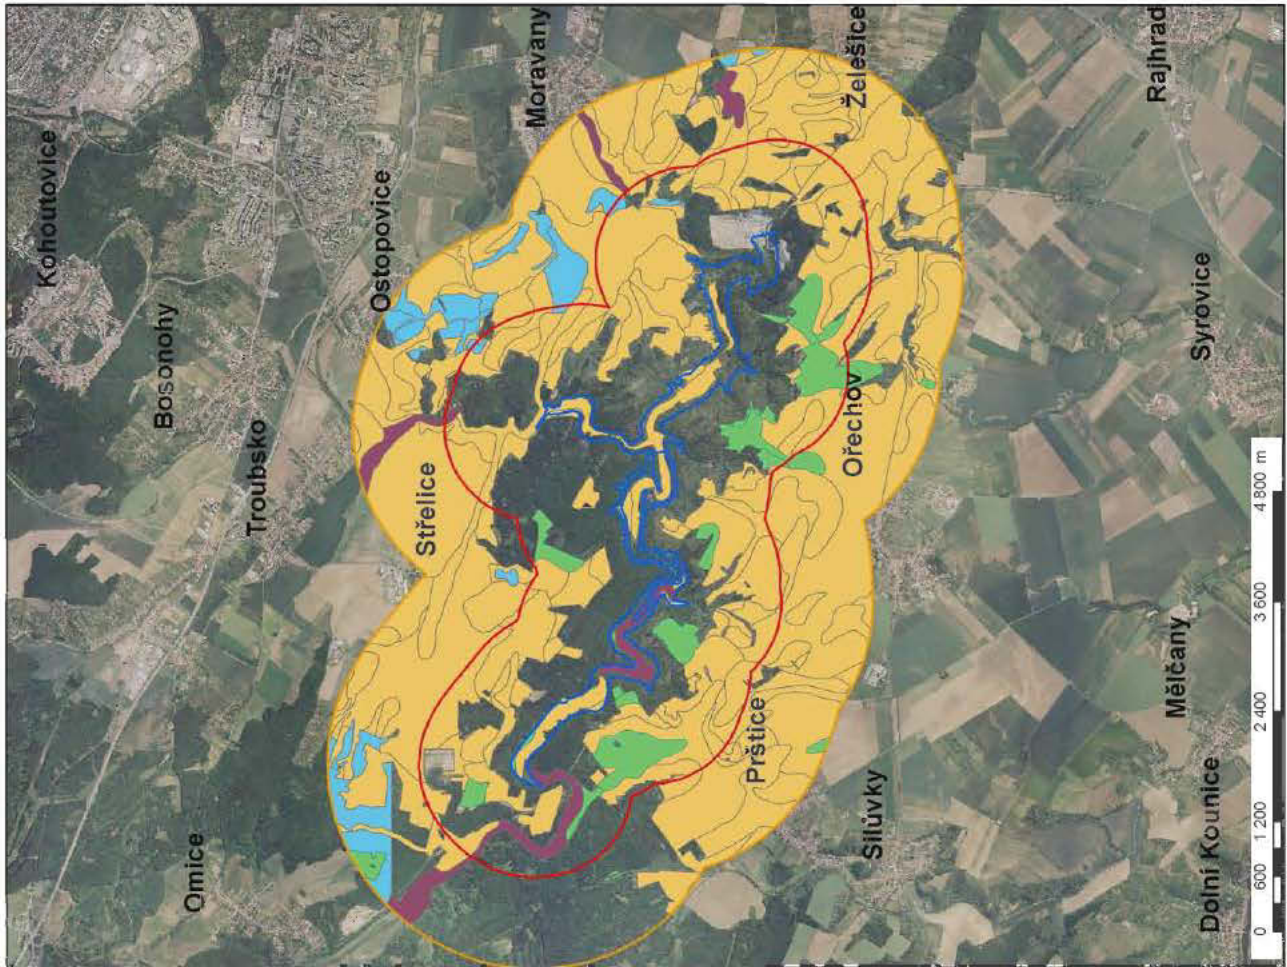 Kohoutovice
Bosonohy
Troubsko
Ostopovice
Moravany
Želešice
Rajhrad
Střelice
Omice
Ořechov
Prštice
Silůvky
Syrovice
Mělčany
Dolní Kounice
0 600 1 200 2 400 3 600 4 800 m